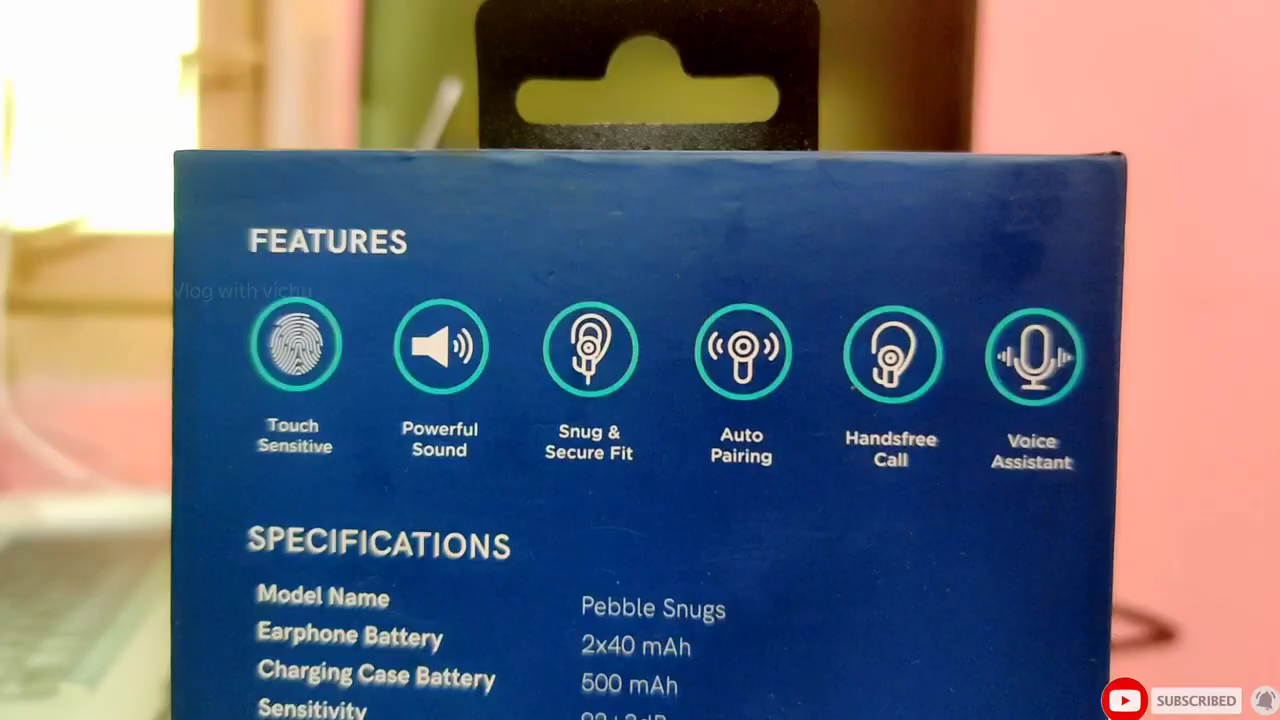 FEATURES
Vlog with vichu
Touch Sensitive
Powerful Sound
Snug & Secure Fit
Auto Pairing
Handsfree Call
Voice Assistant
SPECIFICATIONS
Model Name Pebble Snugs
Earphone Battery 2x40 mAh
Charging Case Battery 500 mAh
Sensitivity
SUBSCRIBED